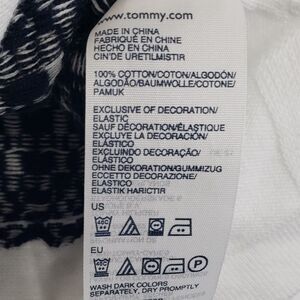 www.tommy.com
MADE IN CHINA
FABRIQUÉ EN CHINE
HECHO EN CHINA
CIN'DE URETILMISTIR
100% COTTON/COTON/ALGODÓN/
ALGODÃO/BAUMWOLLE/COTONE/
PAMUK
EXCLUSIVE OF DECORATION/
ELASTIC
SAUF DÉCORATION/ÉLASTIQUE
EXCLUYE LA DECORACIÓN/
ELÁSTICO
EXCLUINDO DECORAÇÃO/
ELÁSTICO
OHNE DEKORATION/GUMMIZUG
ECCETTO DECORAZIONE/
ELASTICO
ELASTIK HARICTIR
US
EU
WASH DARK COLORS
SEPARATELY, DRY PROMPTLY